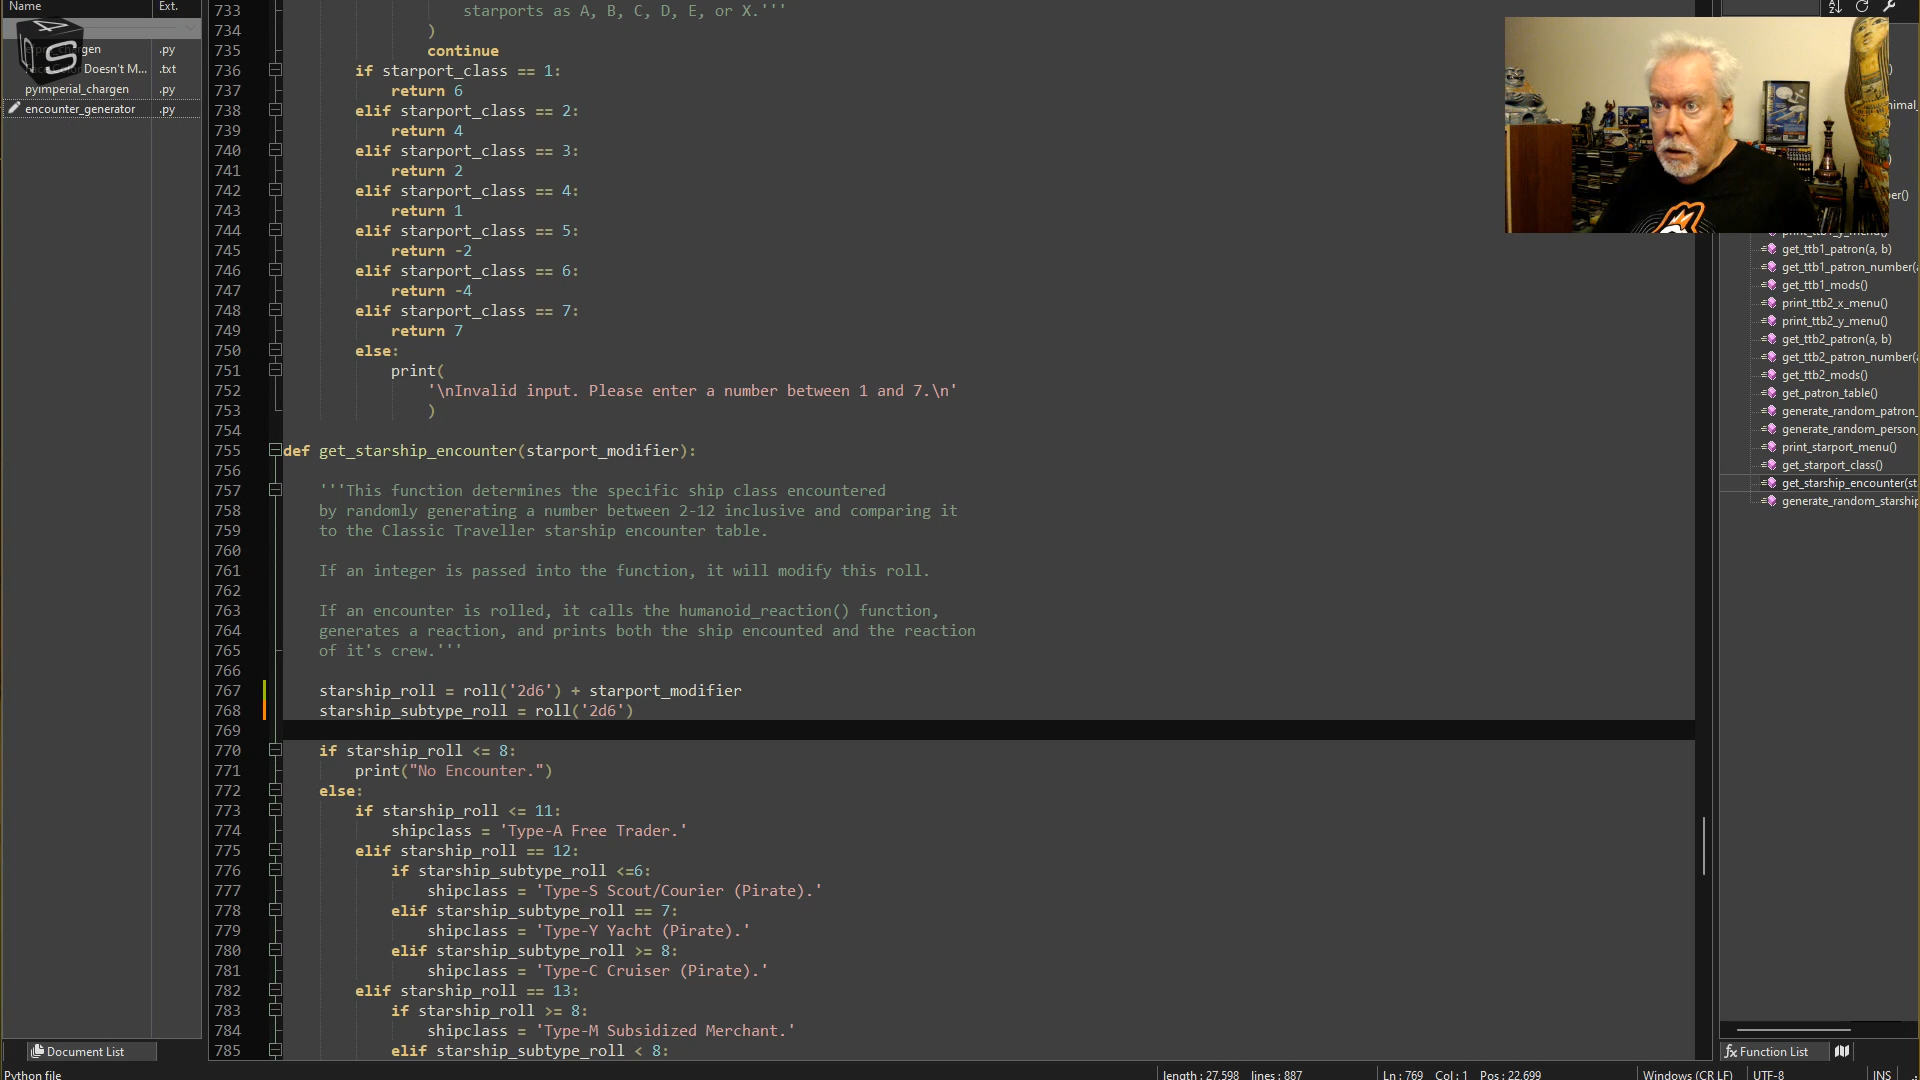 Name Ext.
chargen .py
Doesn't M... .txt
pyimperial_chargen .py
encounter_generator .py
733 starports as A, B, C, D, E, or X.'''
734 )
735 continue
736 if starport_class == 1:
737 return 6
738 elif starport_class == 2:
739 return 4
740 elif starport_class == 3:
741 return 2
742 elif starport_class == 4:
743 return 1
744 elif starport_class == 5:
745 return -2
746 elif starport_class == 6:
747 return -4
748 elif starport_class == 7:
749 return 7
750 else:
751 print(
752 '\nInvalid input. Please enter a number between 1 and 7.\n'
753 )
754
755 def get_starship_encounter(starport_modifier):
756
757 '''This function determines the specific ship class encountered
758 by randomly generating a number between 2-12 inclusive and comparing it
759 to the Classic Traveller starship encounter table.
760
761 If an integer is passed into the function, it will modify this roll.
762
763 If an encounter is rolled, it calls the humanoid_reaction() function,
764 generates a reaction, and prints both the ship encounted and the reaction
765 of it's crew.'''
766
767 starship_roll = roll('2d6') + starport_modifier
768 starship_subtype_roll = roll('2d6')
769
770 if starship_roll <= 8:
771 print("No Encounter.")
772 else:
773 if starship_roll <= 11:
774 shipclass = 'Type-A Free Trader.'
775 elif starship_roll == 12:
776 if starship_subtype_roll <=6:
777 shipclass = 'Type-S Scout/Courier (Pirate).'
778 elif starship_subtype_roll == 7:
779 shipclass = 'Type-Y Yacht (Pirate).'
780 elif starship_subtype_roll >= 8:
781 shipclass = 'Type-C Cruiser (Pirate).'
782 elif starship_roll == 13:
783 if starship_roll >= 8:
784 shipclass = 'Type-M Subsidized Merchant.'
785 elif starship_subtype_roll < 8:
nimal_
er()
print_ttb1_y_menu()
get_ttb1_patron(a, b)
get_ttb1_patron_number(a
get_ttb1_mods()
print_ttb2_x_menu()
print_ttb2_y_menu()
get_ttb2_patron(a, b)
get_ttb2_patron_number(a
get_ttb2_mods()
get_patron_table()
generate_random_patron_
generate_random_person_
print_starport_menu()
get_starport_class()
get_starship_encounter(st
generate_random_starship
Document List
Function List
Python file
length : 27,598 lines : 887
Ln : 769 Col : 1 Pos : 22,699
Windows (CR LF)
UTF-8
INS